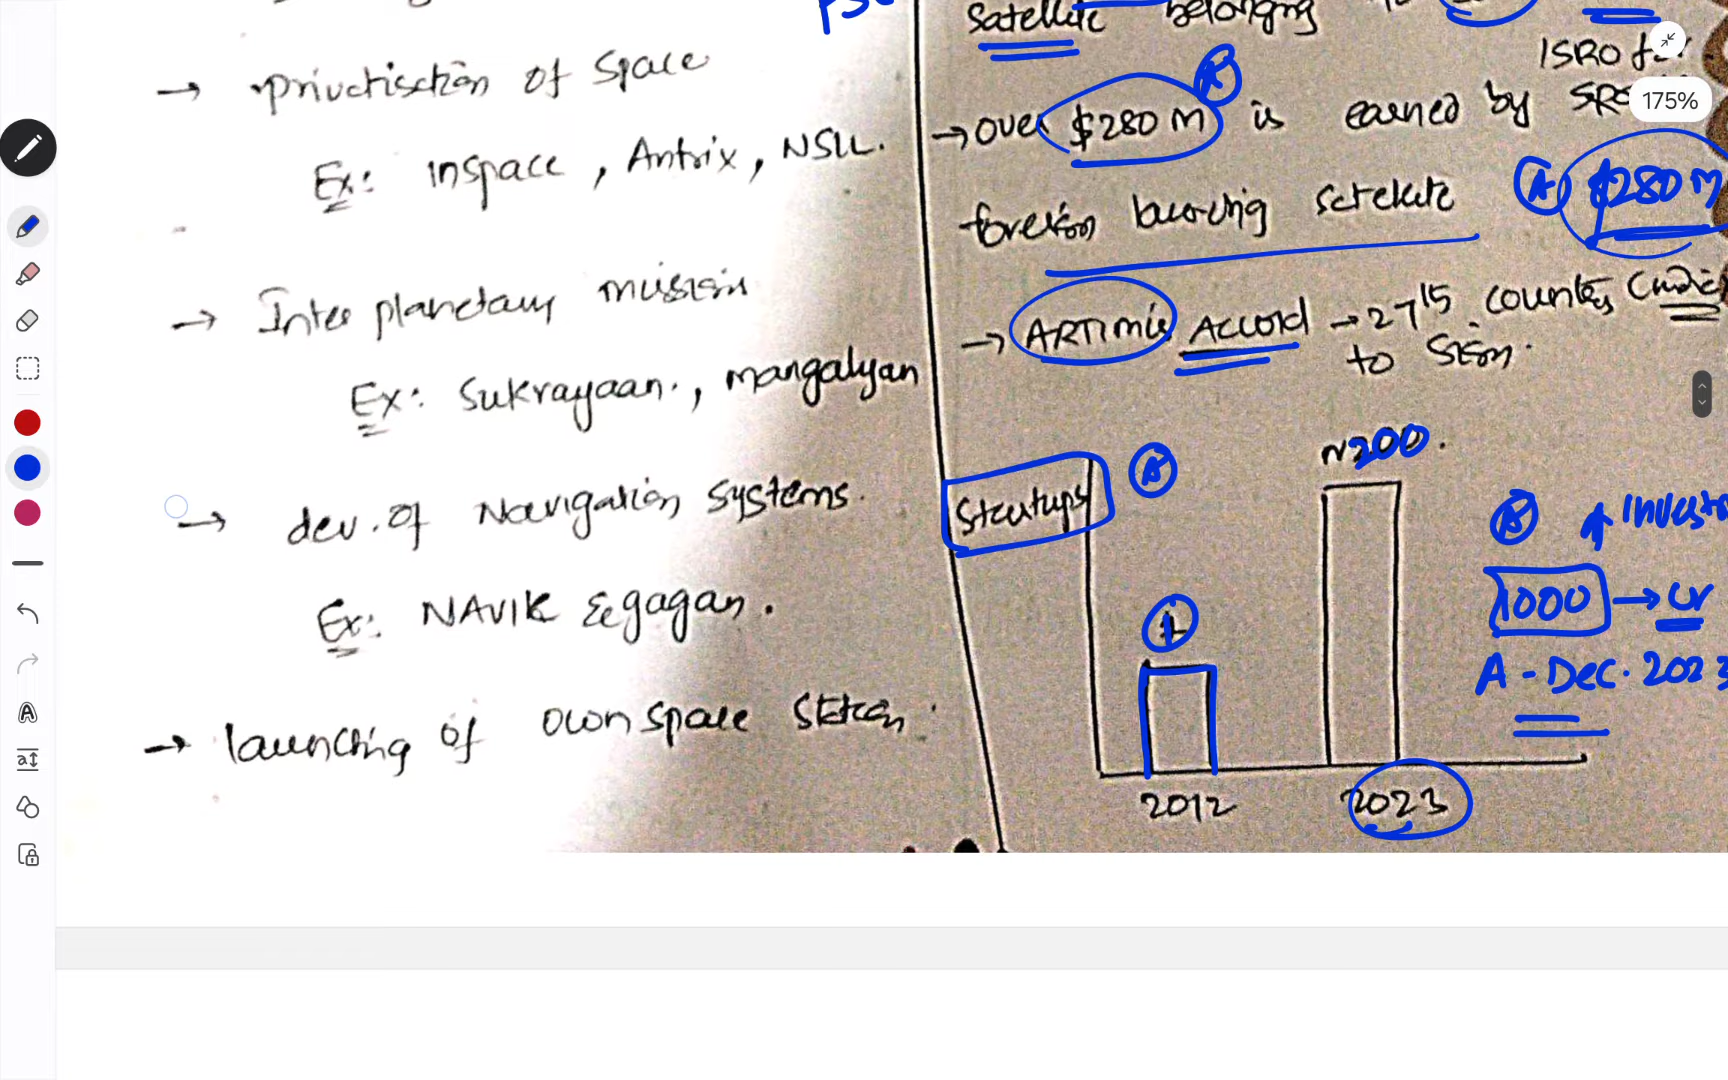 → privatisation of Space
Ex: inspace, Antrix, NSIL.
→ Inter planetary mission
Ex: Sukrayaan., mangalyan
→ dev. of Navigation Systems.
Ex: NAVIK & gagan.
→ launching of own space Station.
Satellite belonging
ISRO for
→ over $280 M is earned by
foreign launching satellite
(A) $280 M
→ ARTIMIS ACCORD → 27th country
to sign.
Startups
1
~200.
2012
2023
1000 → Cr
A - Dec. 2023
175%